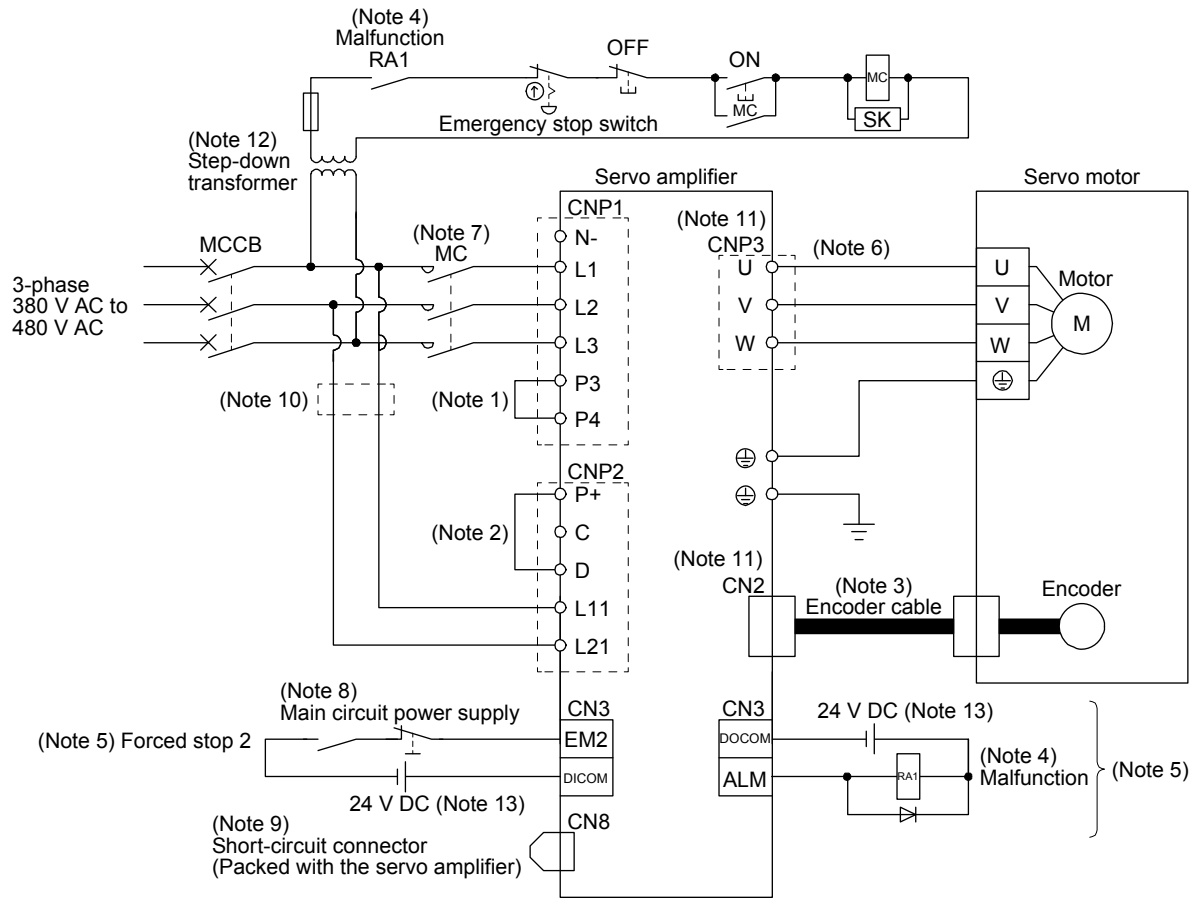 (Note 4)
Malfunction
RA1
OFF
ON
MC
MC
SK
Emergency stop switch
(Note 12)
Step-down
transformer
Servo amplifier
Servo motor
CNP1
N-
L1
L2
L3
P3
P4
(Note 11)
CNP3
U
V
W
(Note 6)
U
V
W
Motor
M
MCCB
(Note 7)
MC
3-phase
380 V AC to
480 V AC
(Note 10)
(Note 1)
CNP2
P+
C
D
L11
L21
(Note 2)
(Note 11)
CN2
(Note 3)
Encoder cable
Encoder
(Note 8)
Main circuit power supply
(Note 5) Forced stop 2
24 V DC (Note 13)
CN3
EM2
DICOM
CN3
DOCOM
ALM
24 V DC (Note 13)
RA1
(Note 4)
Malfunction
(Note 5)
(Note 9)
Short-circuit connector
(Packed with the servo amplifier)
CN8